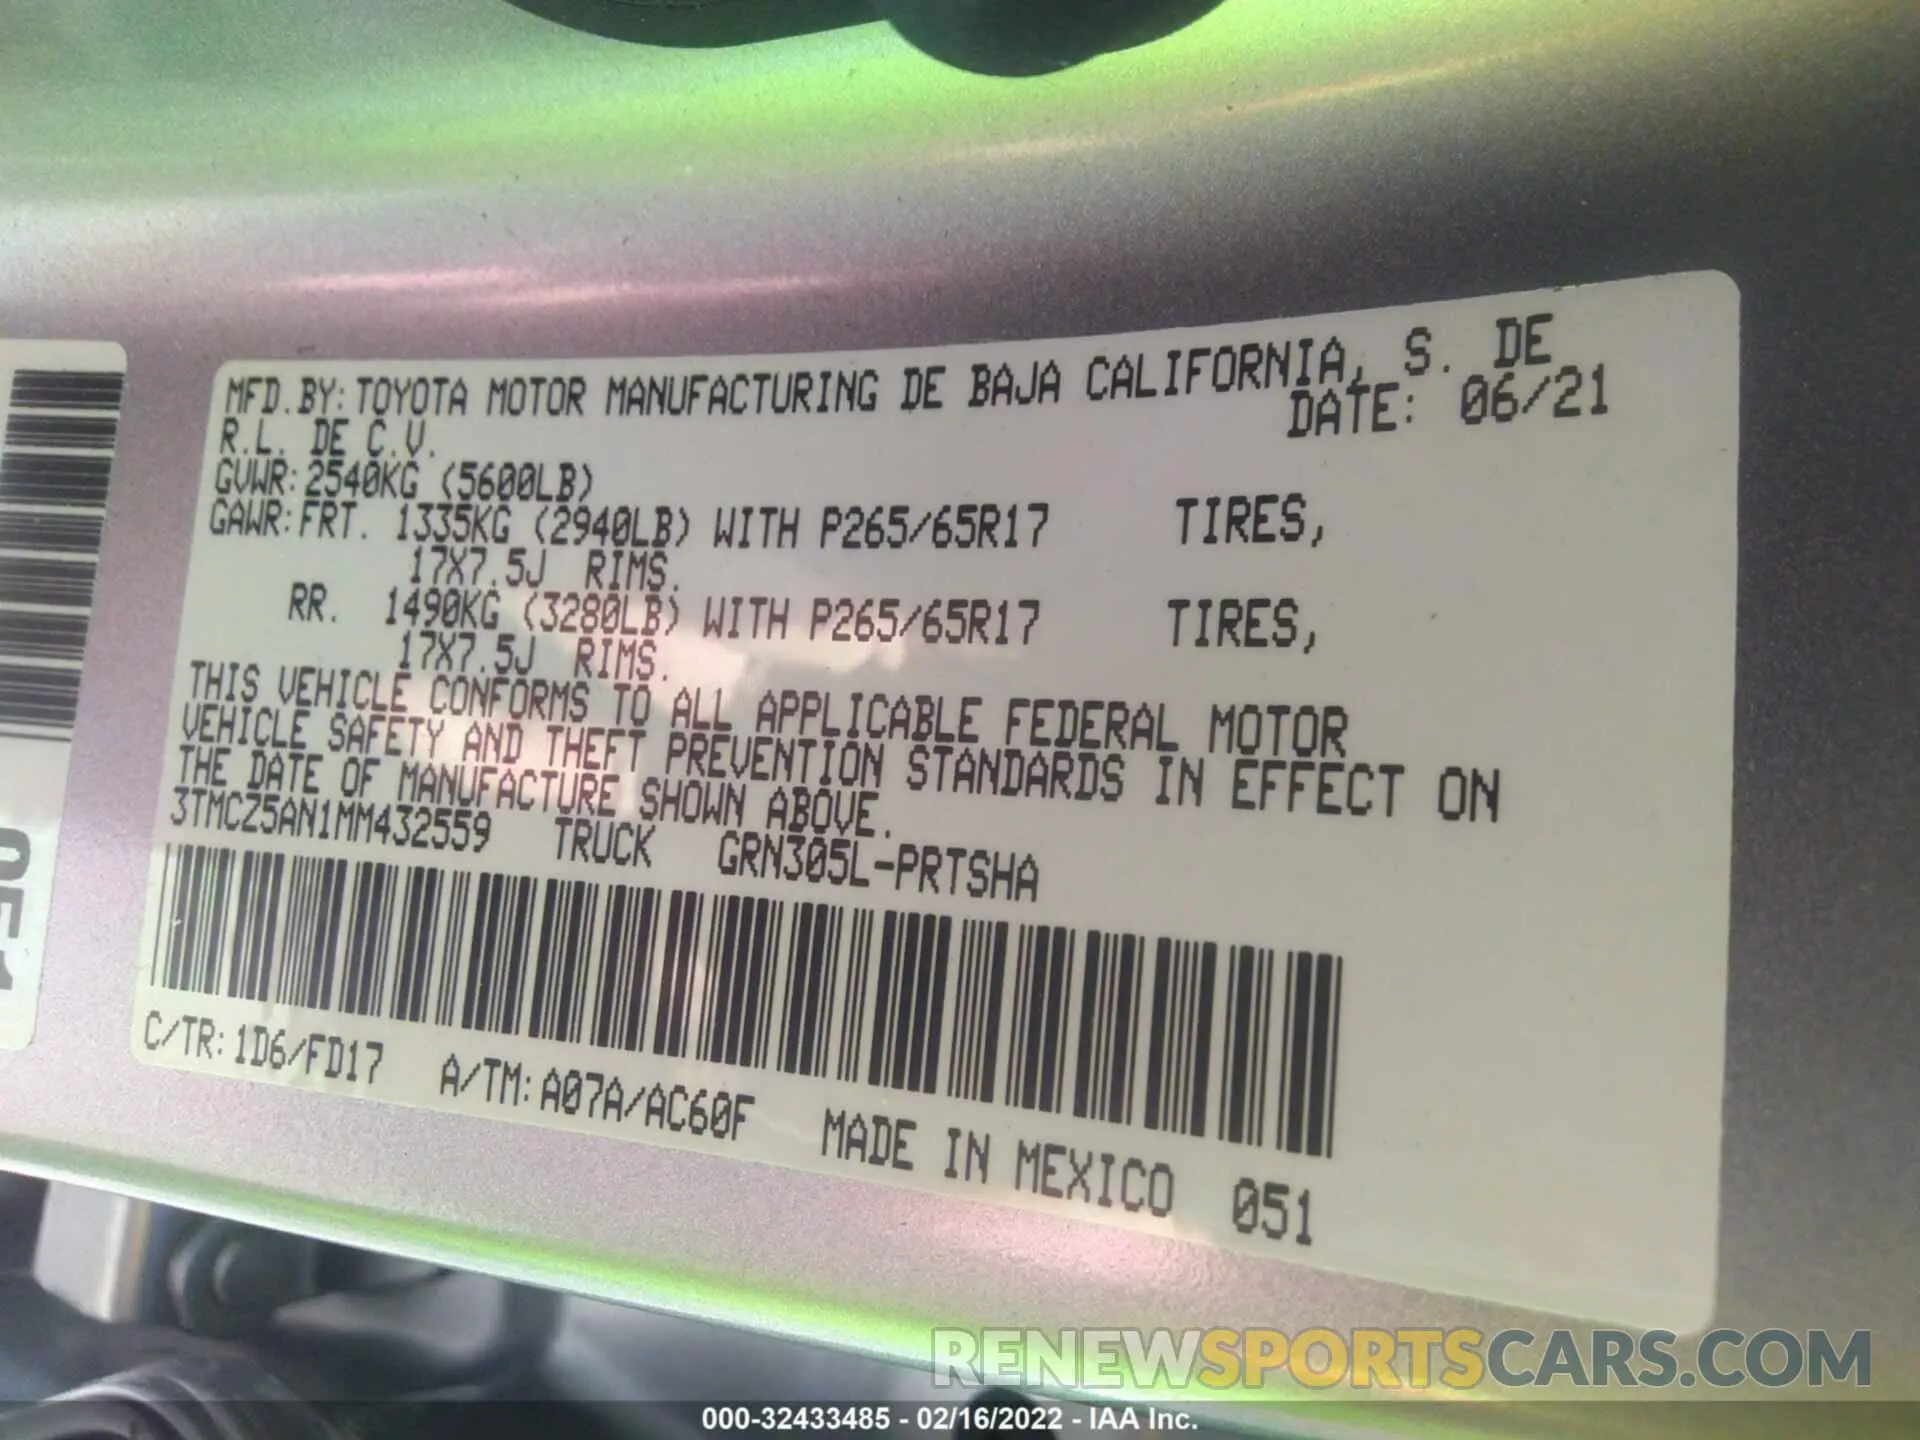 MFD.BY: TOYOTA MOTOR MANUFACTURING DE BAJA CALIFORNIA, S. DE
R.L. DE C.V. DATE: 06/21
GVWR: 2540KG (5600LB)
GAWR: FRT. 1335KG (2940LB) WITH P265/65R17 TIRES,
17X7.5J RIMS.
RR. 1490KG (3280LB) WITH P265/65R17 TIRES,
17X7.5J RIMS.
THIS VEHICLE CONFORMS TO ALL APPLICABLE FEDERAL MOTOR
VEHICLE SAFETY AND THEFT PREVENTION STANDARDS IN EFFECT ON
THE DATE OF MANUFACTURE SHOWN ABOVE.
3TMCZ5AN1MM432559 TRUCK GRN305L-PRTSHA
C/TR: 1D6/FD17 A/TM: A07A/AC60F MADE IN MEXICO 051
051
RENEWSPORTSCARS.COM
000-32433485 - 02/16/2022 - IAA Inc.